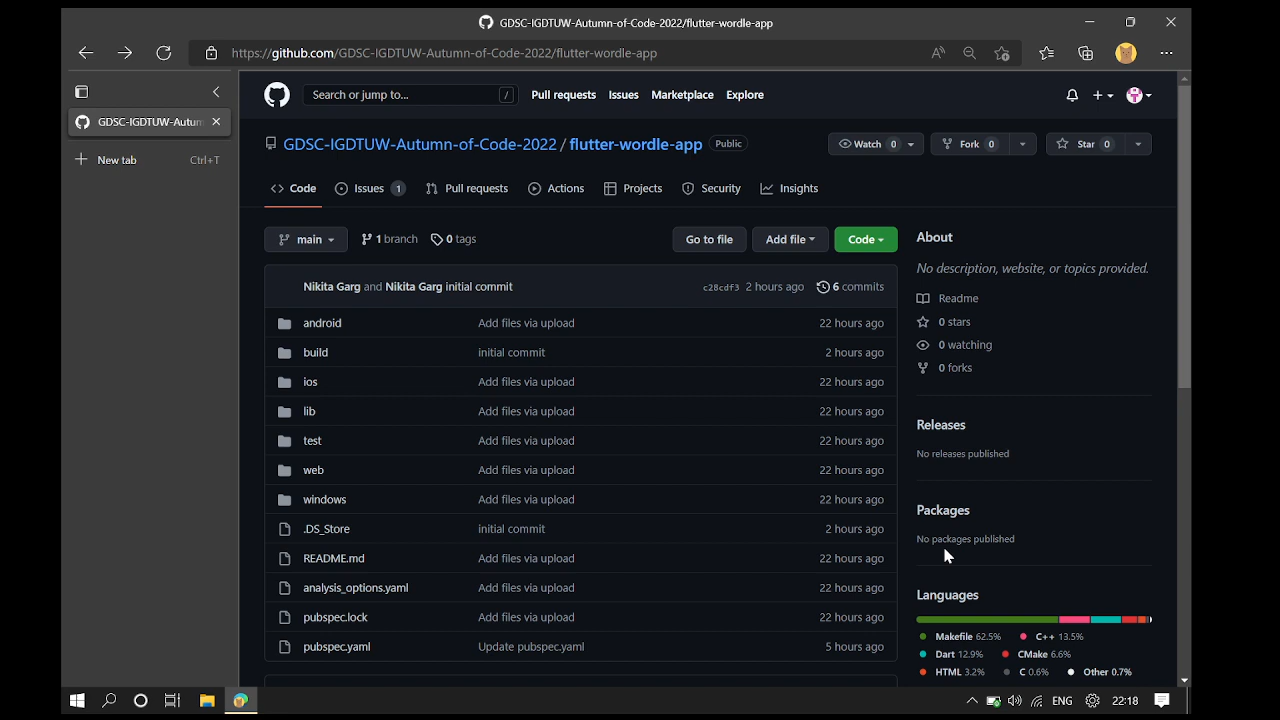 GDSC-IGDTUW-Autumn-of-Code-2022/flutter-wordle-app
https://github.com/GDSC-IGDTUW-Autumn-of-Code-2022/flutter-wordle-app
GDSC-IGDTUW-Autum
New tab Ctrl+T
Search or jump to... / Pull requests Issues Marketplace Explore
GDSC-IGDTUW-Autumn-of-Code-2022 / flutter-wordle-app Public Watch 0 Fork 0 Star 0
Code Issues 1 Pull requests Actions Projects Security Insights
main 1 branch 0 tags Go to file Add file Code
Nikita Garg and Nikita Garg initial commit c28cdf3 2 hours ago 6 commits
android Add files via upload 22 hours ago
build initial commit 2 hours ago
ios Add files via upload 22 hours ago
lib Add files via upload 22 hours ago
test Add files via upload 22 hours ago
web Add files via upload 22 hours ago
windows Add files via upload 22 hours ago
.DS_Store initial commit 2 hours ago
README.md Add files via upload 22 hours ago
analysis_options.yaml Add files via upload 22 hours ago
pubspec.lock Add files via upload 22 hours ago
pubspec.yaml Update pubspec.yaml 5 hours ago
About
No description, website, or topics provided.
Readme
0 stars
0 watching
0 forks
Releases
No releases published
Packages
No packages published
Languages
Makefile 62.5% C++ 13.5%
Dart 12.9% CMake 6.6%
HTML 3.2% C 0.6% Other 0.7%
ENG 22:18